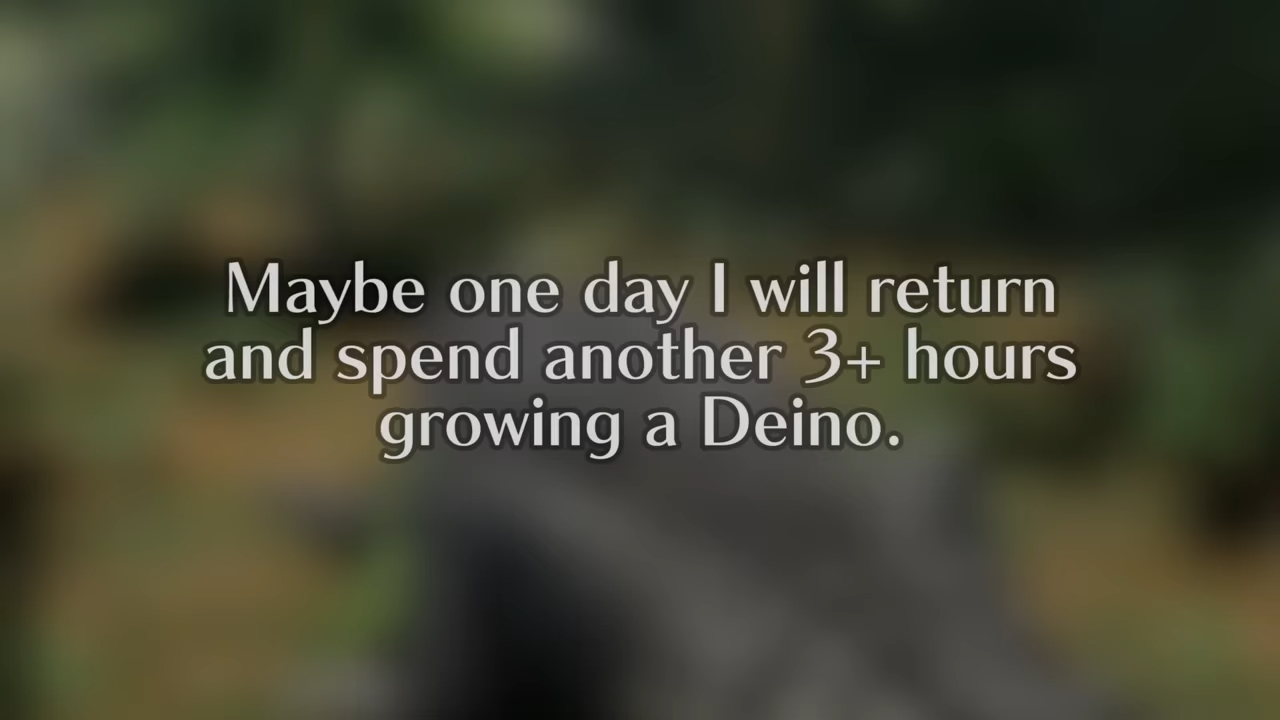 Maybe one day I will return
and spend another 3+ hours
growing a Deino.